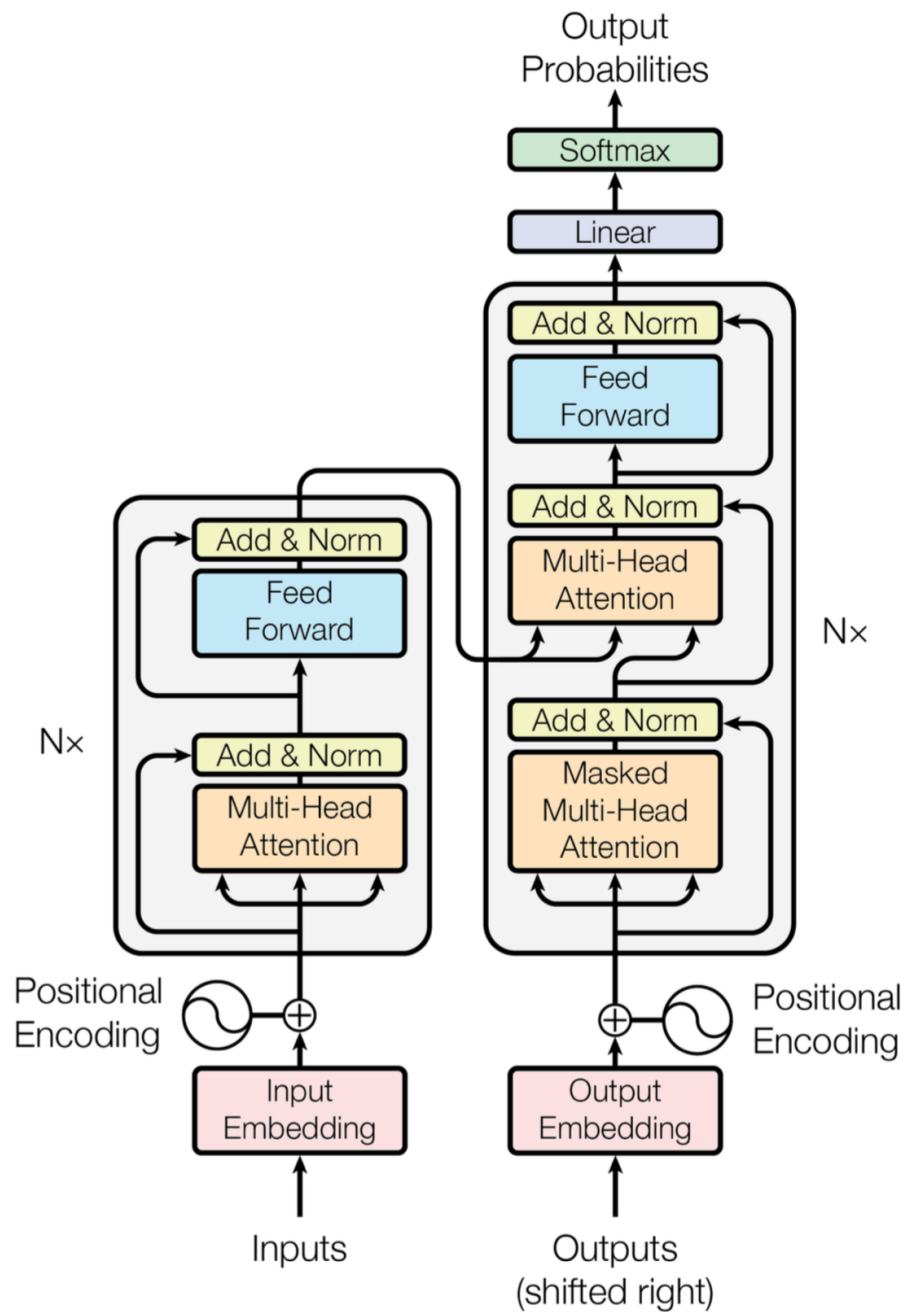 Output
Probabilities
Softmax
Linear
Add & Norm
Feed
Forward
Add & Norm
Multi-Head
Attention
Add & Norm
Masked
Multi-Head
Attention
N×
Add & Norm
Feed
Forward
Add & Norm
Multi-Head
Attention
N×
Positional
Encoding
Positional
Encoding
Input
Embedding
Output
Embedding
Inputs
Outputs
(shifted right)